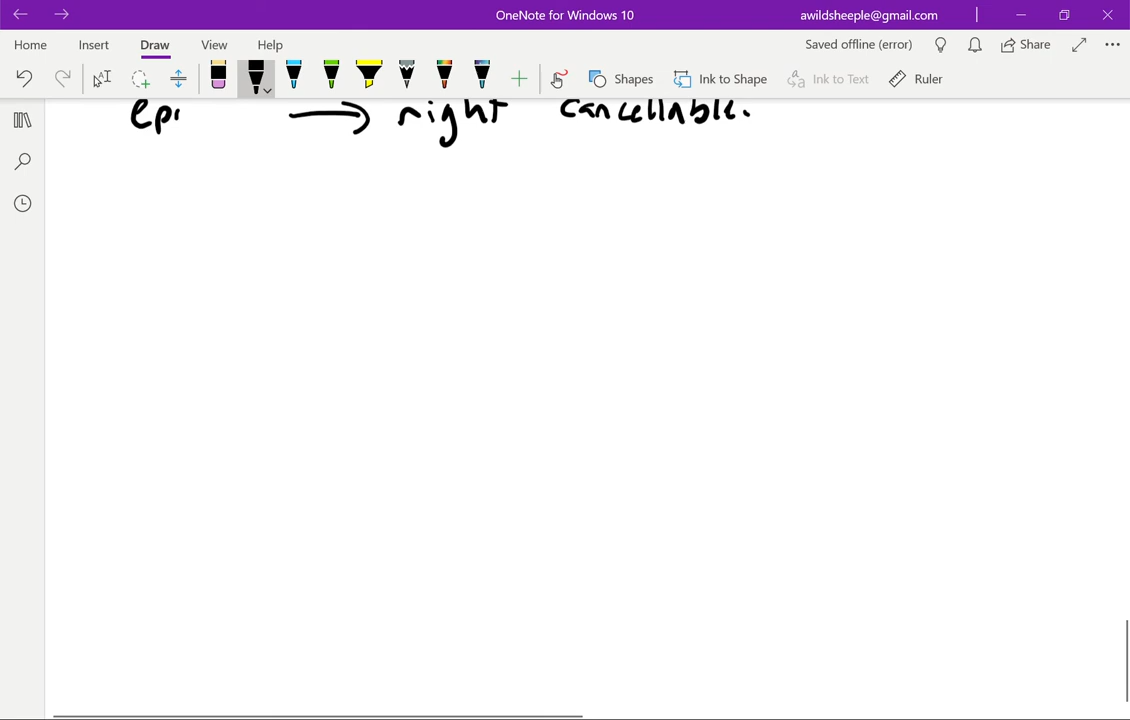 OneNote for Windows 10
awildsheeple@gmail.com
Home Insert Draw View Help
Saved offline (error)
Share
Shapes
Ink to Shape
Ink to Text
Ruler
epi → right cancellable.